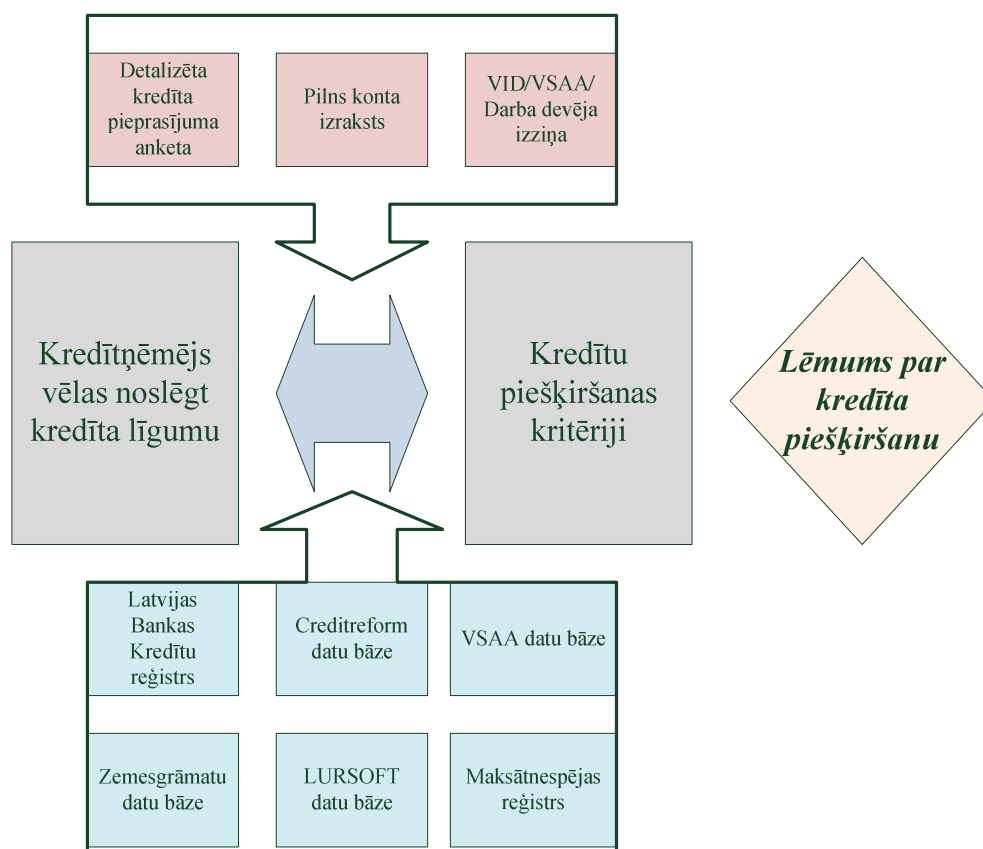 Detalizēta
kredīta
pieprasījuma
anketa
Pilns konta
izraksts
VID/VSAA/
Darba devēja
izziņa
Kredītņēmējs
vēlas noslēgt
kredīta līgumu
Kredītu
piešķiršanas
kritēriji
Lēmums par
kredīta
piešķiršanu
Latvijas
Bankas
Kredītu
reģistrs
Creditreform
datu bāze
VSAA datu bāze
Zemesgrāmatu
datu bāze
LURSOFT
datu bāze
Maksātnespējas
reģistrs